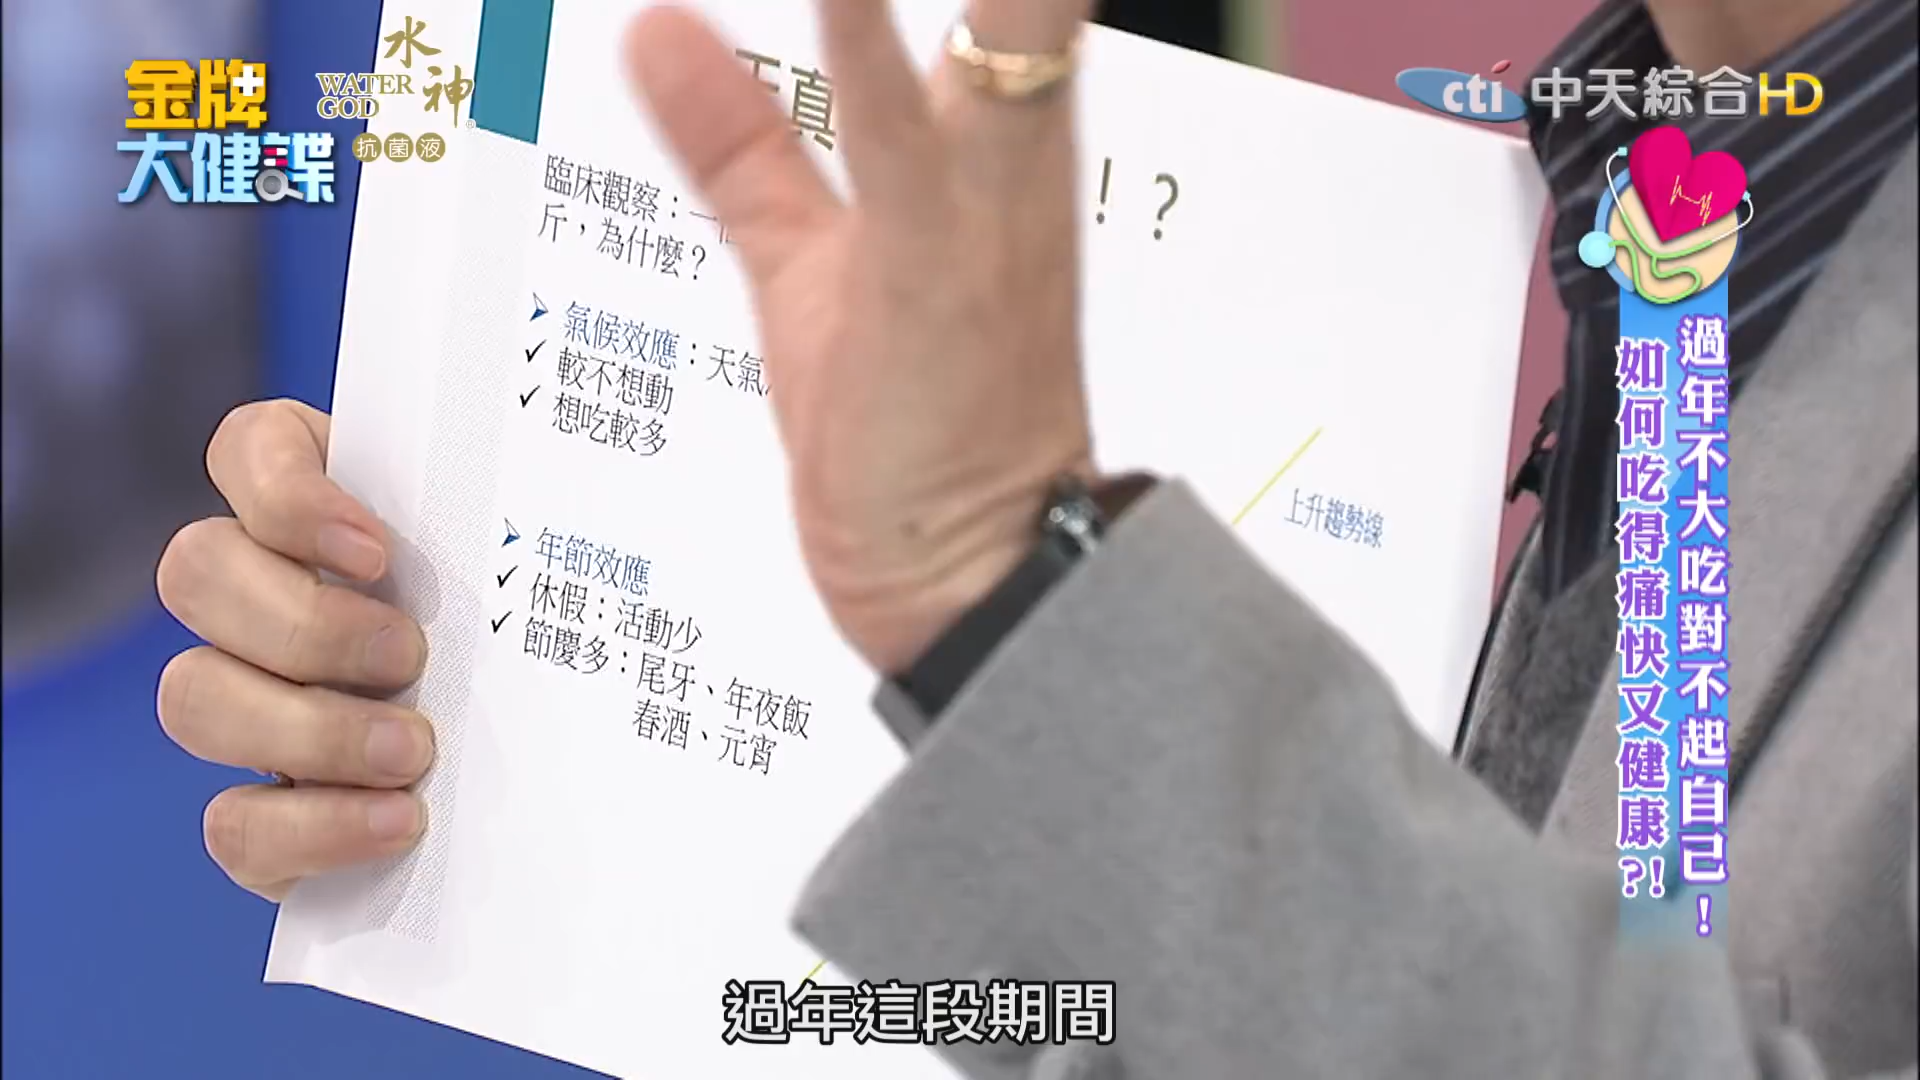 金牌
大健諜
水神
WATER
GOD
抗菌液
cti 中天綜合HD
真
！？
臨床觀察：一
斤，為什麼？
氣候效應：天氣
✓ 較不想動
✓ 想吃較多
年節效應
✓ 休假：活動少
✓ 節慶多：尾牙、年夜飯
春酒、元宵
上升趨勢線
過年不大吃對不起自己！
如何吃得痛快又健康?!
過年這段期間